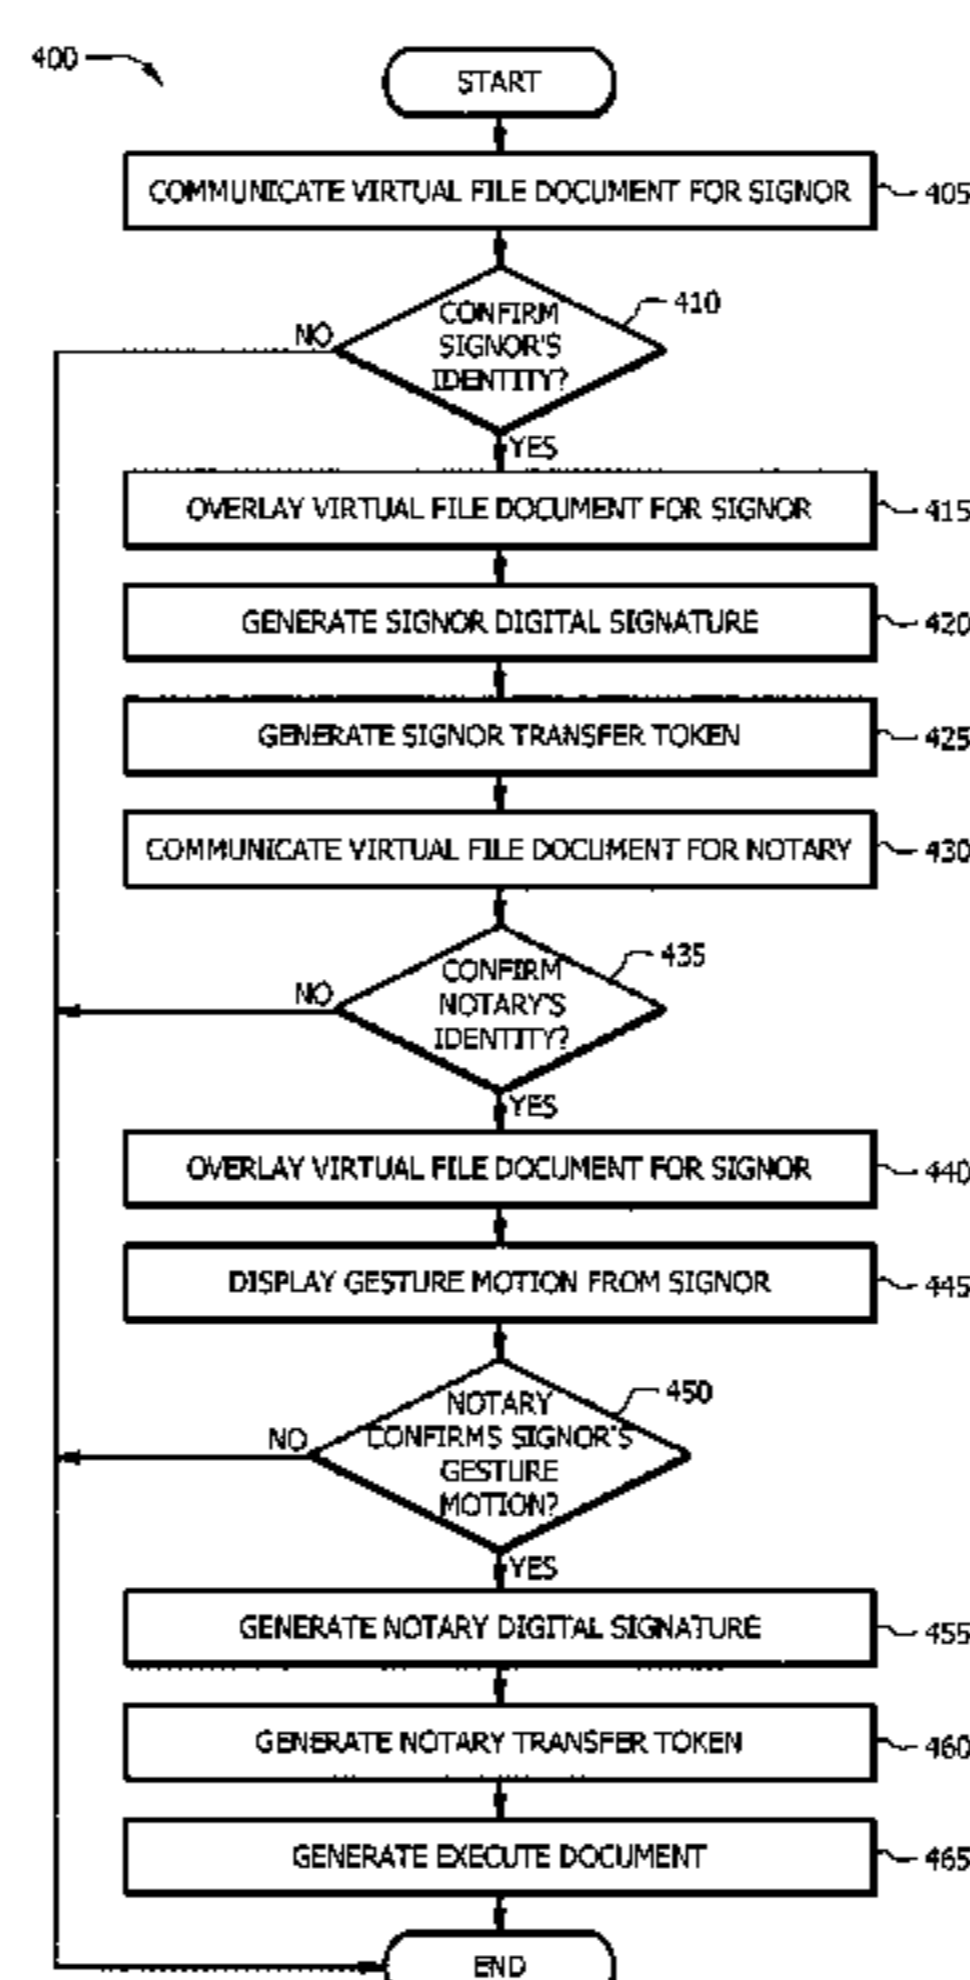 400
START
COMMUNICATE VIRTUAL FILE DOCUMENT FOR SIGNOR
405
CONFIRM
SIGNOR'S
IDENTITY?
410
NO
YES
OVERLAY VIRTUAL FILE DOCUMENT FOR SIGNOR
415
GENERATE SIGNOR DIGITAL SIGNATURE
420
GENERATE SIGNOR TRANSFER TOKEN
425
COMMUNICATE VIRTUAL FILE DOCUMENT FOR NOTARY
430
CONFIRM
NOTARY'S
IDENTITY?
435
NO
YES
OVERLAY VIRTUAL FILE DOCUMENT FOR SIGNOR
440
DISPLAY GESTURE MOTION FROM SIGNOR
445
NOTARY
CONFIRMS SIGNOR'S
GESTURE
MOTION?
450
NO
YES
GENERATE NOTARY DIGITAL SIGNATURE
455
GENERATE NOTARY TRANSFER TOKEN
460
GENERATE EXECUTE DOCUMENT
465
END